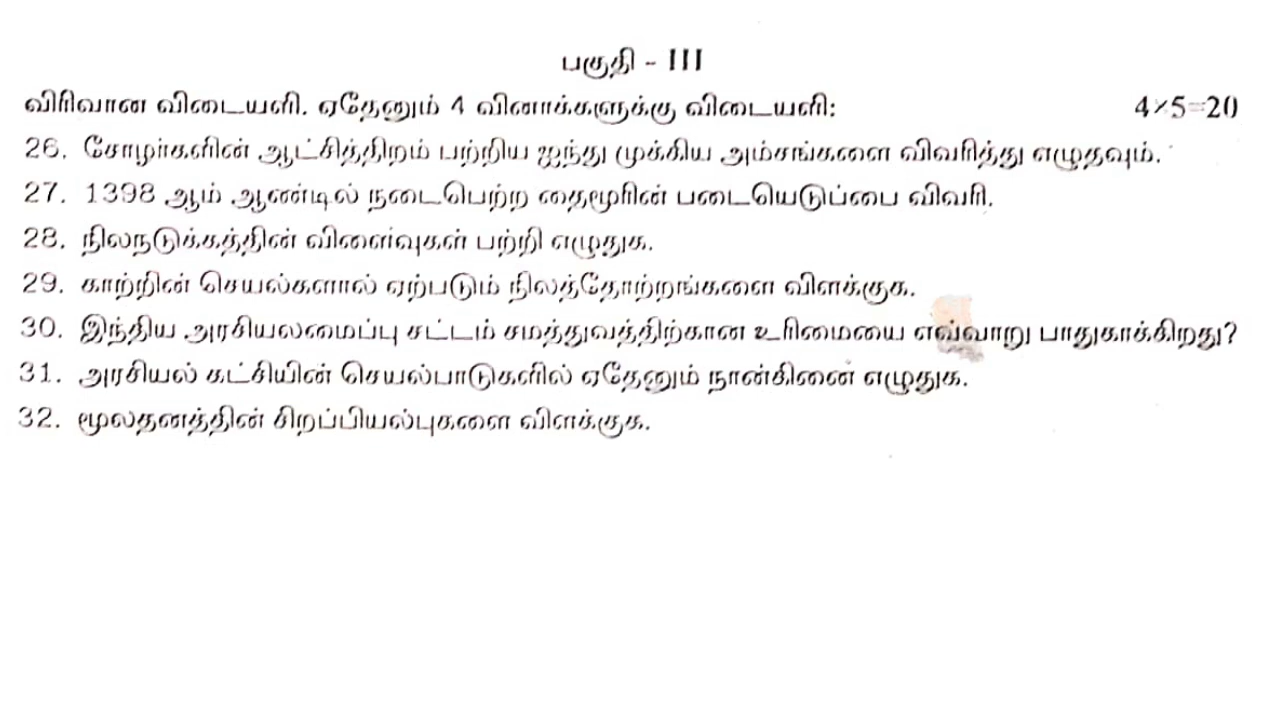 பகுதி - III
விரிவான விடையளி. ஏதேனும் 4 வினாக்களுக்கு விடையளி: 4×5=20
26. சோழர்களின் ஆட்சித்திறம் பற்றிய ஐந்து முக்கிய அம்சங்களை விவரித்து எழுதவும்.
27. 1398 ஆம் ஆண்டில் நடைபெற்ற தைமூரின் படையெடுப்பை விவரி.
28. நிலநடுக்கத்தின் விளைவுகள் பற்றி எழுதுக.
29. காற்றின் செயல்களால் ஏற்படும் நிலத்தோற்றங்களை விளக்குக.
30. இந்திய அரசியலமைப்பு சட்டம் சமத்துவத்திற்கான உரிமையை எவ்வாறு பாதுகாக்கிறது?
31. அரசியல் கட்சியின் செயல்பாடுகளில் ஏதேனும் நான்கினை எழுதுக.
32. மூலதனத்தின் சிறப்பியல்புகளை விளக்குக.